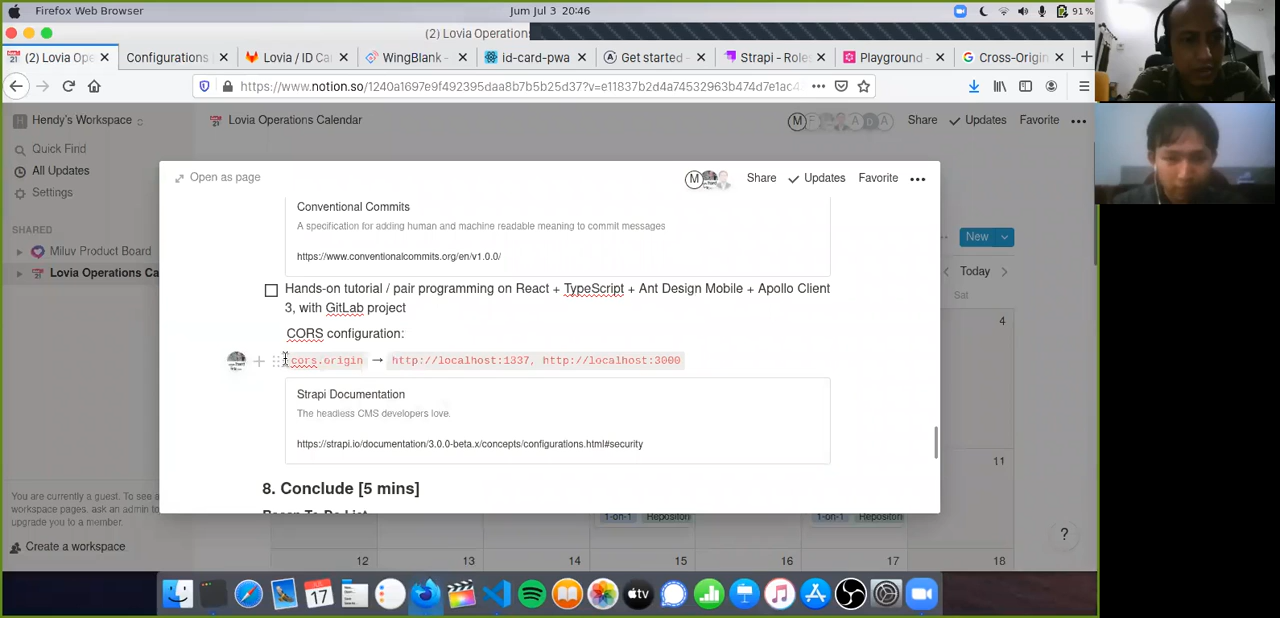 Firefox Web Browser
Jum Jul 3 20:46
91%
(2) Lovia Operations
(2) Lovia Ope
Configurations
Lovia / ID Car
WingBlank -
id-card-pwa
Get started
Strapi - Roles
Playground -
Cross-Origin
https://www.notion.so/
Hendy's Workspace
Lovia Operations Calendar
Share
Updates
Favorite
Quick Find
All Updates
Settings
SHARED
Miluv Product Board
Lovia Operations Ca
Open as page
Share
Updates
Favorite
Conventional Commits
A specification for adding human and machine readable meaning to commit messages
https://www.conventionalcommits.org/en/v1.0.0/
Hands-on tutorial / pair programming on React + TypeScript + Ant Design Mobile + Apollo Client
3, with GitLab project
CORS configuration:
cors.origin → http://localhost:1337, http://localhost:3000
Strapi Documentation
The headless CMS developers love.
https://strapi.io/documentation/3.0.0-beta.x/concepts/configurations.html#security
8. Conclude [5 mins]
New
Today
Sat
4
11
You are currently a guest. To see a
workspace pages, ask an admin to
upgrade you to a member.
Create a workspace
1-on-1
Repositori
1-on-1
Repositor
12
13
14
15
16
17
18
17
tv